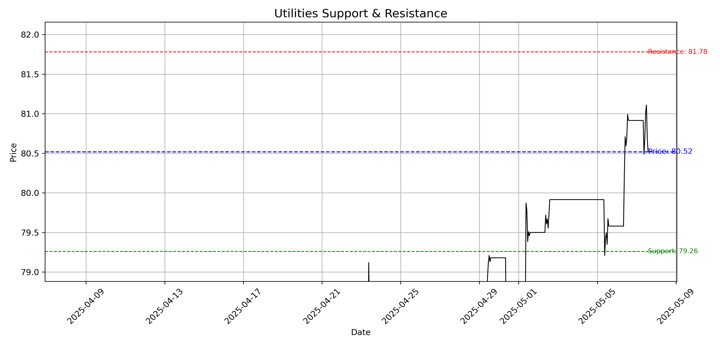 Utilities Support & Resistance
82.0
Resistance: 81.78
81.5
81.0
Price
80.5
Price: 80.52
80.0
79.5
Support: 79.26
79.0
2025-04-09
2025-04-13
2025-04-17
2025-04-21
2025-04-25
2025-04-29
2025-05-01
2025-05-05
2025-05-09
Date